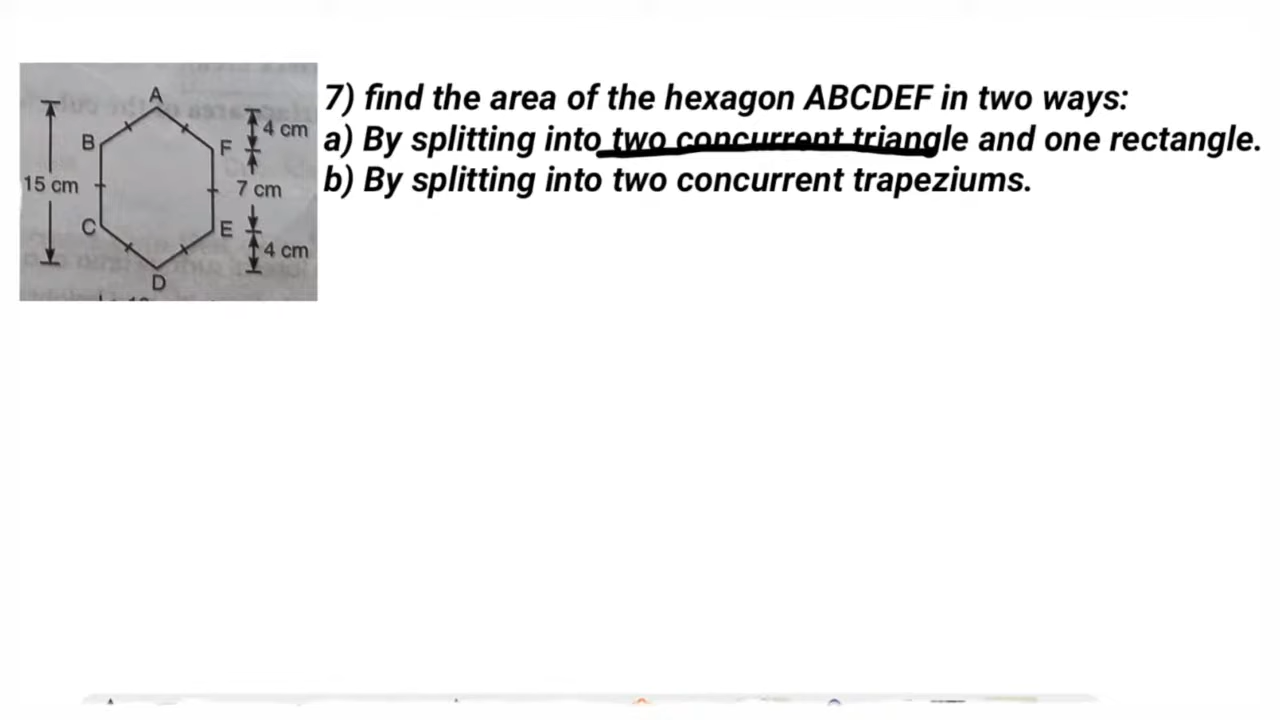 7) find the area of the hexagon ABCDEF in two ways:
a) By splitting into two concurrent triangle and one rectangle.
b) By splitting into two concurrent trapeziums.
A
B
F
4 cm
15 cm
7 cm
C
E
4 cm
D